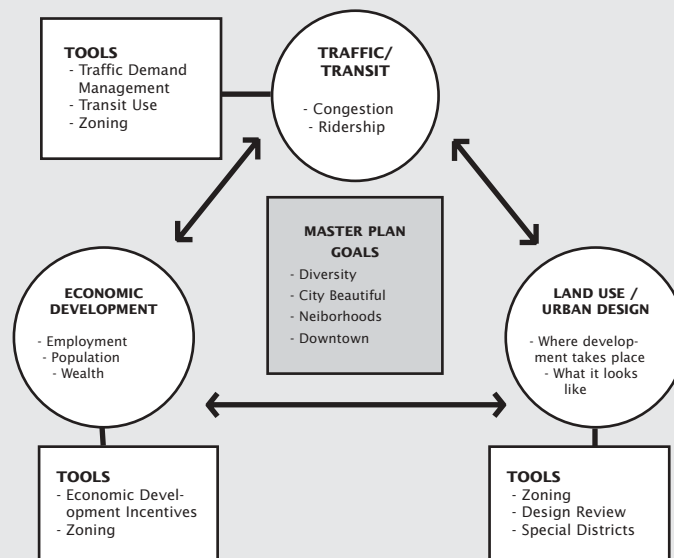 TOOLS
- Traffic Demand
Management
- Transit Use
- Zoning
TRAFFIC/
TRANSIT
- Congestion
- Ridership
MASTER PLAN
GOALS
- Diversity
- City Beautiful
- Neiborhoods
- Downtown
ECONOMIC
DEVELOPMENT
- Employment
- Population
- Wealth
LAND USE /
URBAN DESIGN
- Where develop-
ment takes place
- What it looks
like
TOOLS
- Economic Devel-
opment Incentives
- Zoning
TOOLS
- Zoning
- Design Review
- Special Districts